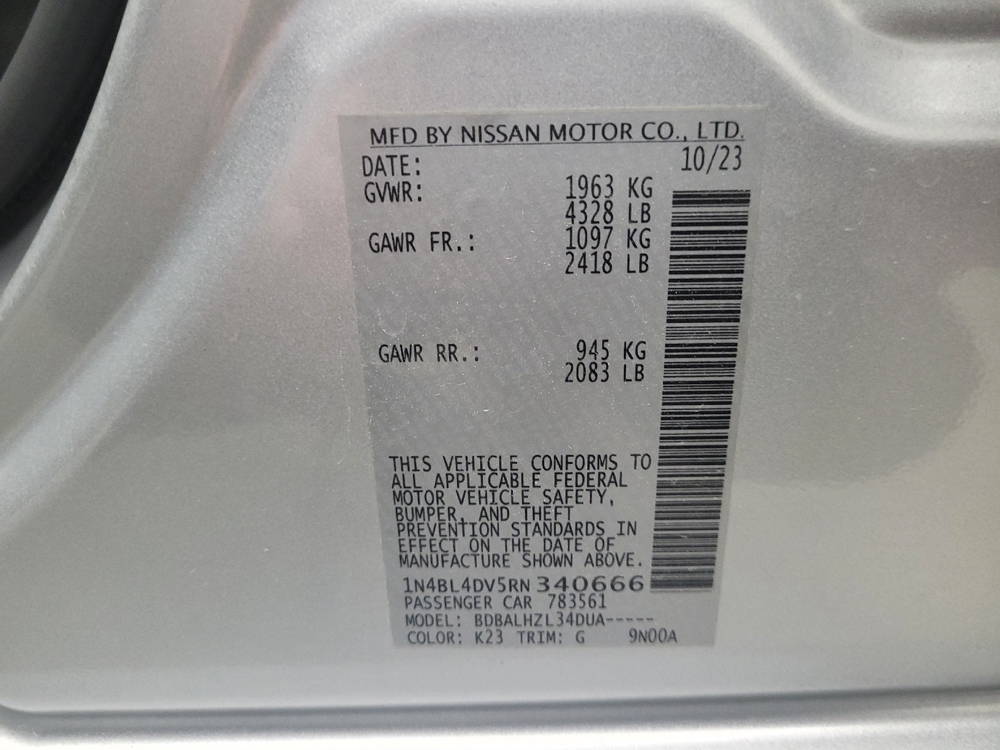 MFD BY NISSAN MOTOR CO., LTD.
DATE: 10/23
GVWR: 1963 KG
4328 LB
GAWR FR.: 1097 KG
2418 LB
GAWR RR.: 945 KG
2083 LB
THIS VEHICLE CONFORMS TO
ALL APPLICABLE FEDERAL
MOTOR VEHICLE SAFETY,
BUMPER, AND THEFT
PREVENTION STANDARDS IN
EFFECT ON THE DATE OF
MANUFACTURE SHOWN ABOVE.
1N4BL4DV5RN340666
PASSENGER CAR 783561
MODEL: BDBALHZL34DUA-----
COLOR: K23 TRIM: G 9N00A